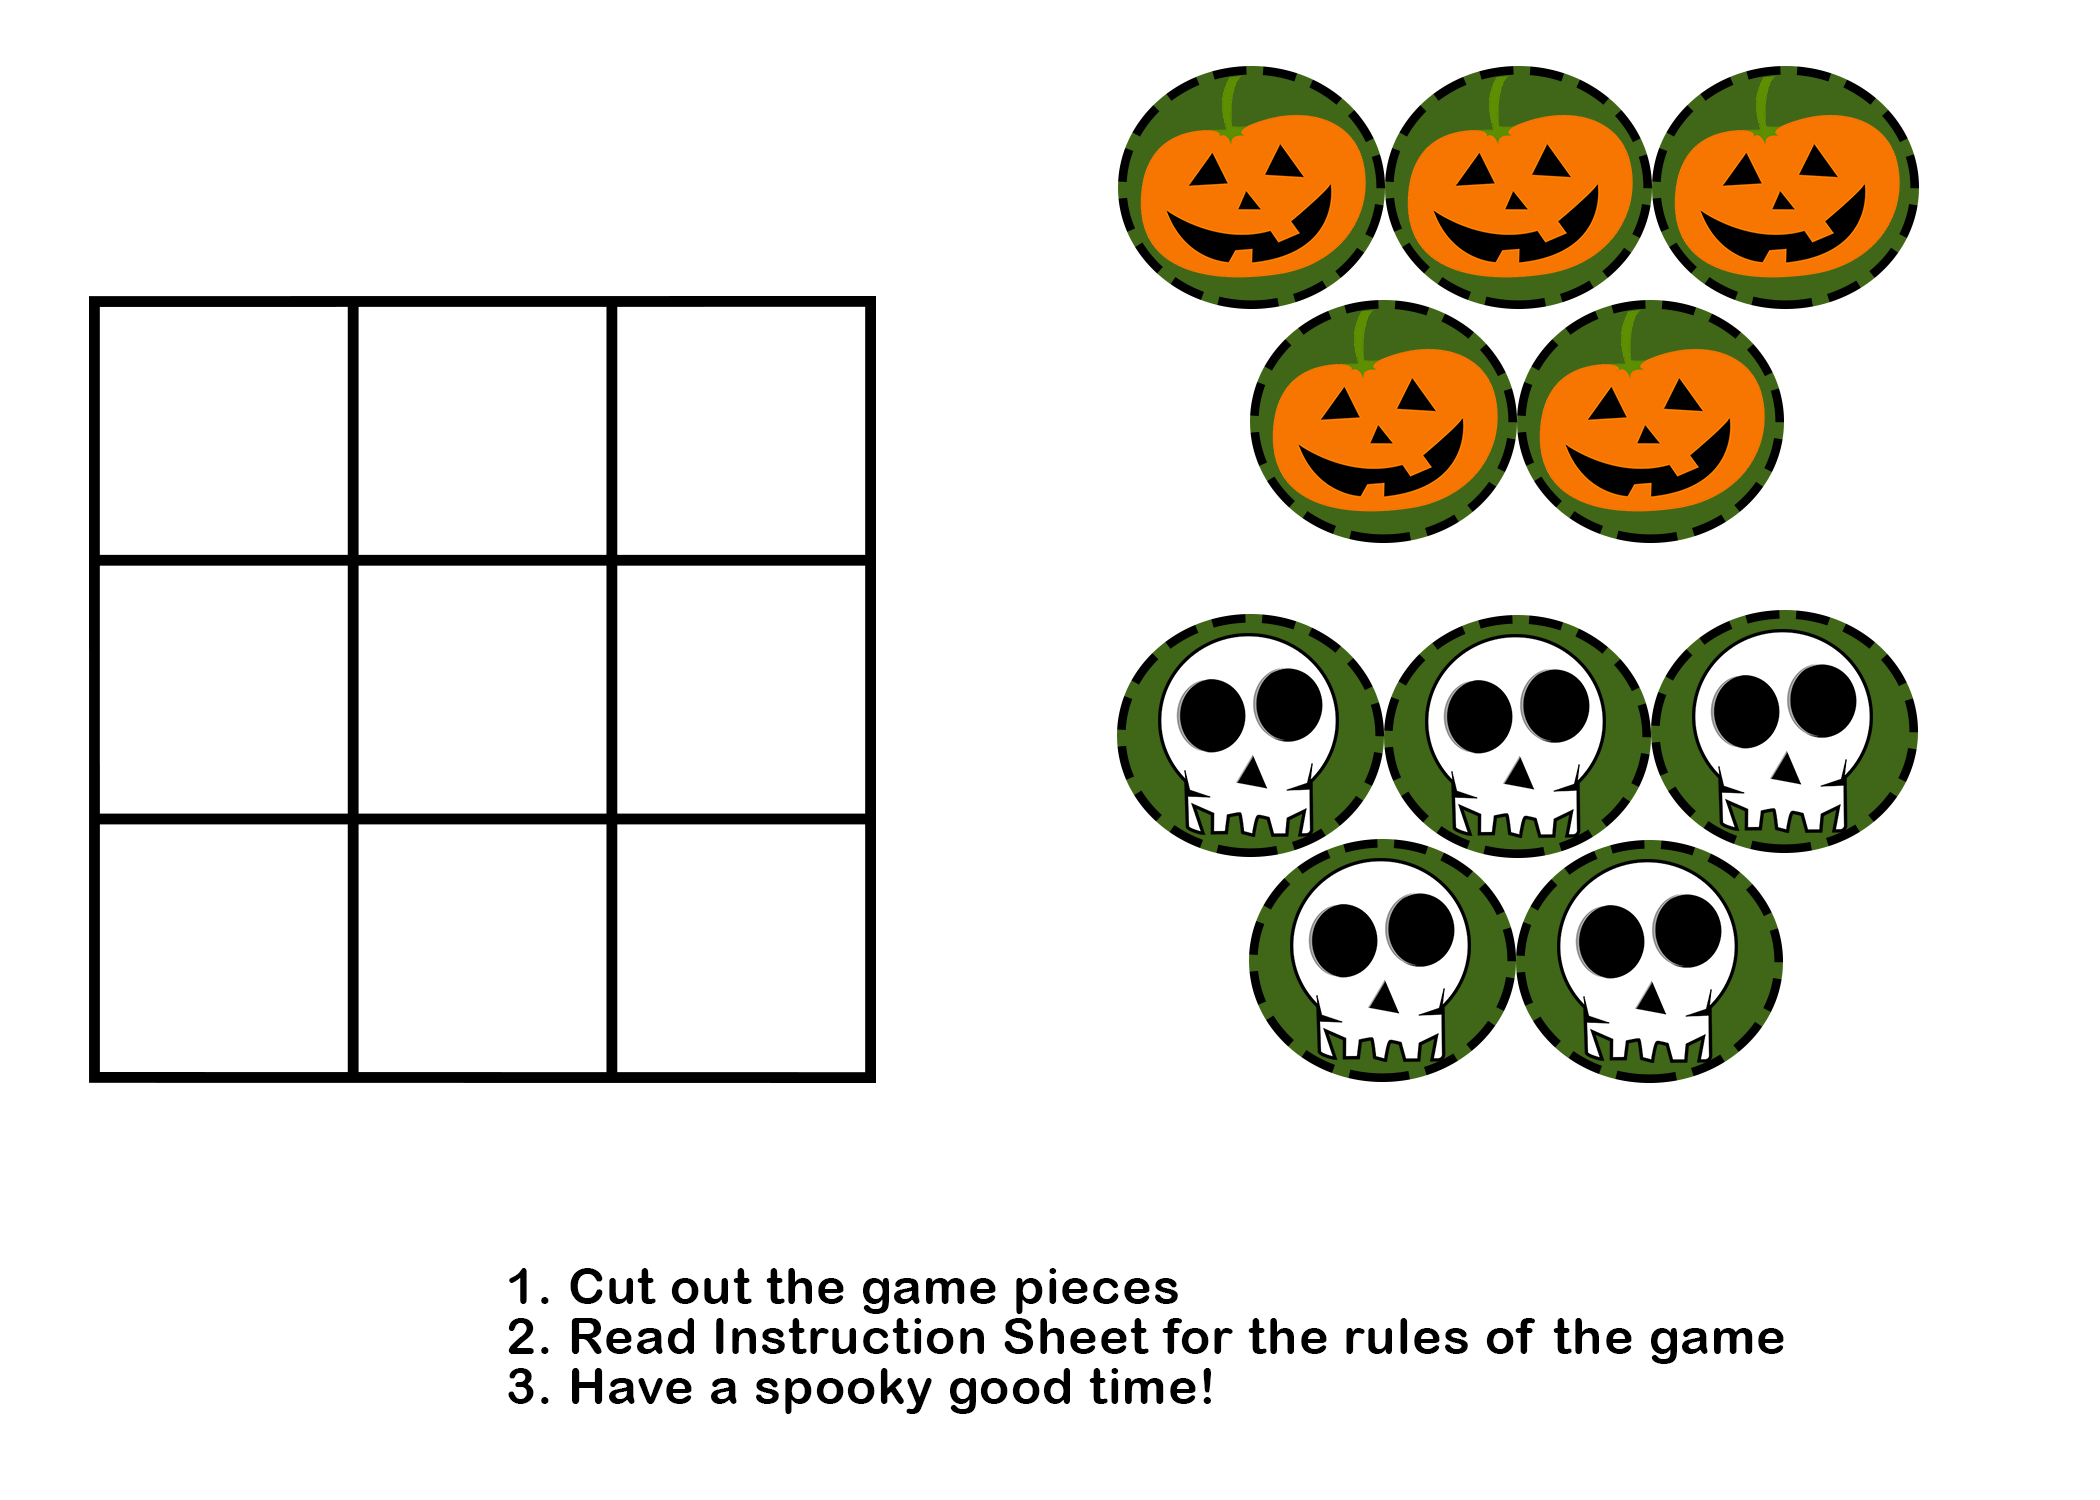 1. Cut out the game pieces
2. Read Instruction Sheet for the rules of the game
3. Have a spooky good time!